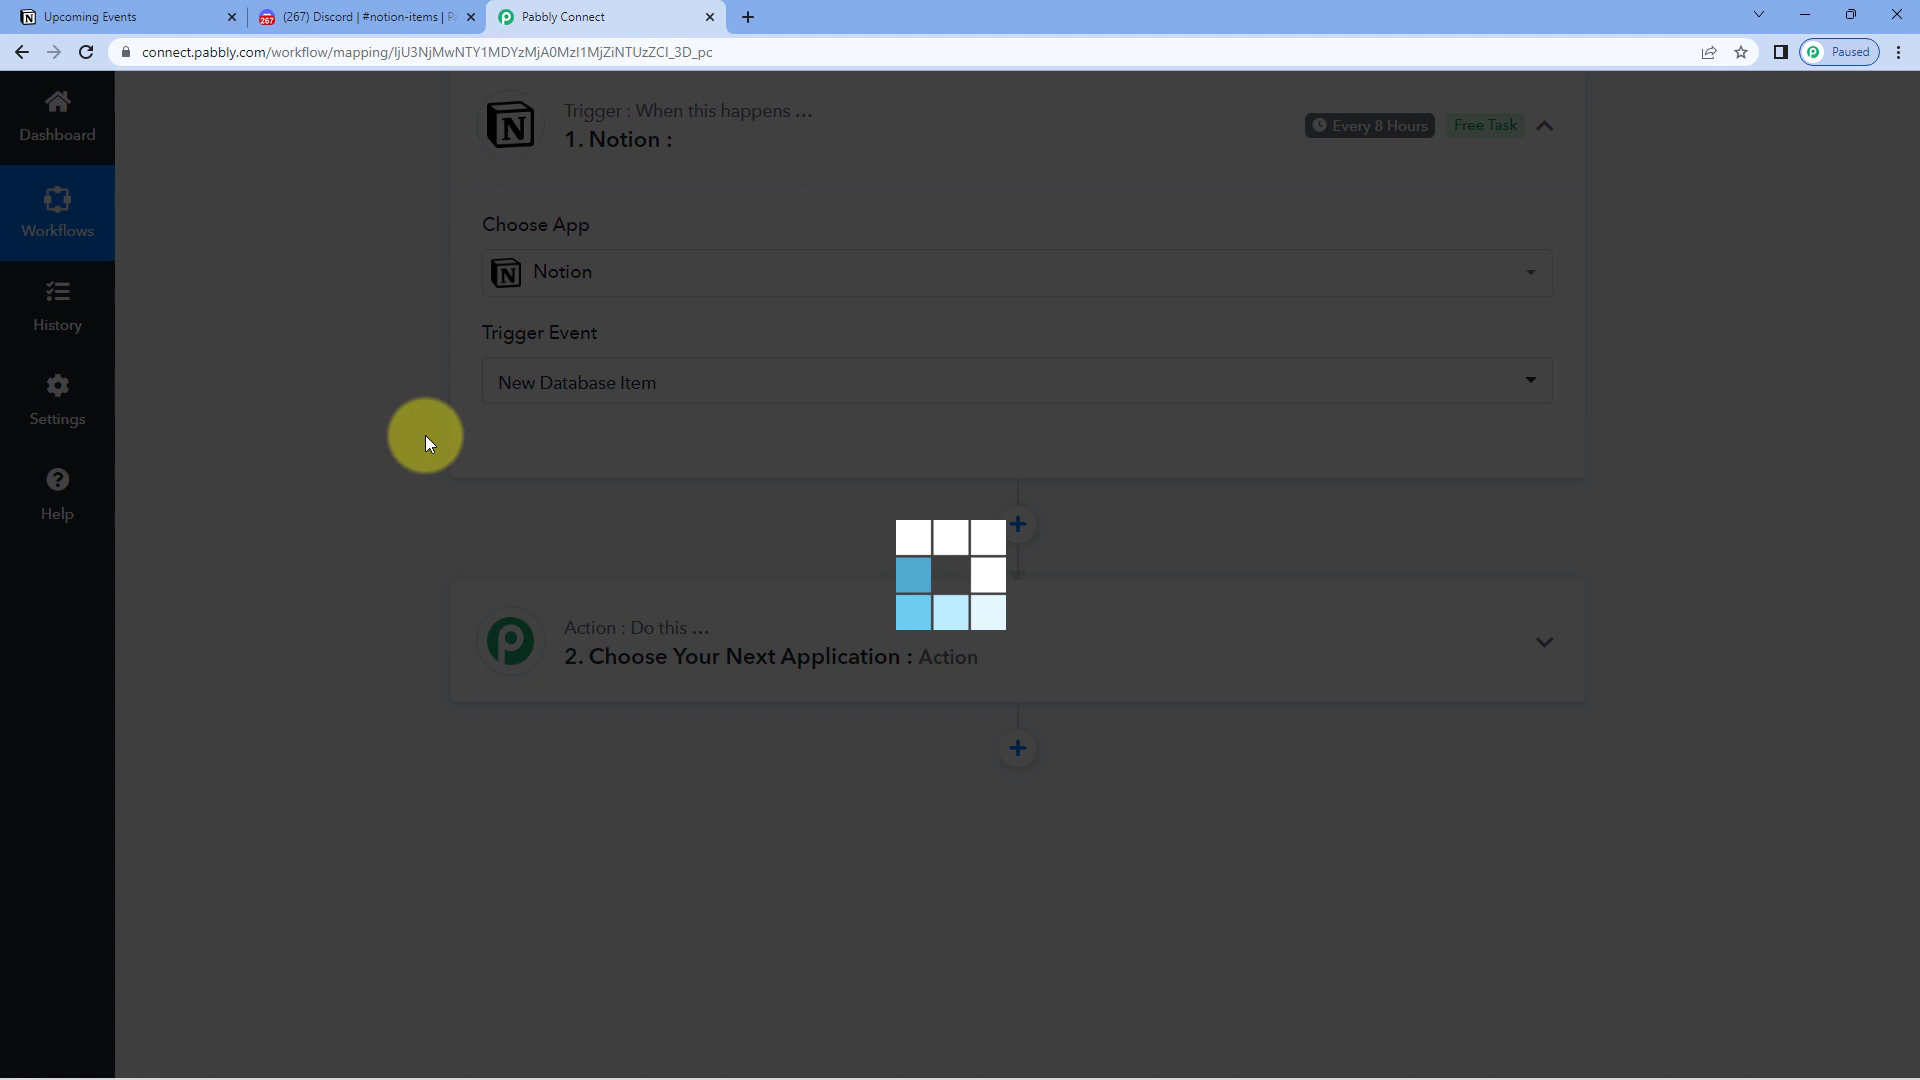 Upcoming Events
(267) Discord | #notion-items | Pa
Pabbly Connect
connect.pabbly.com/workflow/mapping/IjU3NjMwNTY1MDYzMjA0MzI1MjZiNTUzZCI_3D_pc
Paused
Dashboard
Workflows
History
Settings
Help
Trigger : When this happens ...
1. Notion :
Every 8 Hours
Free Task
Choose App
Notion
Trigger Event
New Database Item
Action : Do this ...
2. Choose Your Next Application : Action